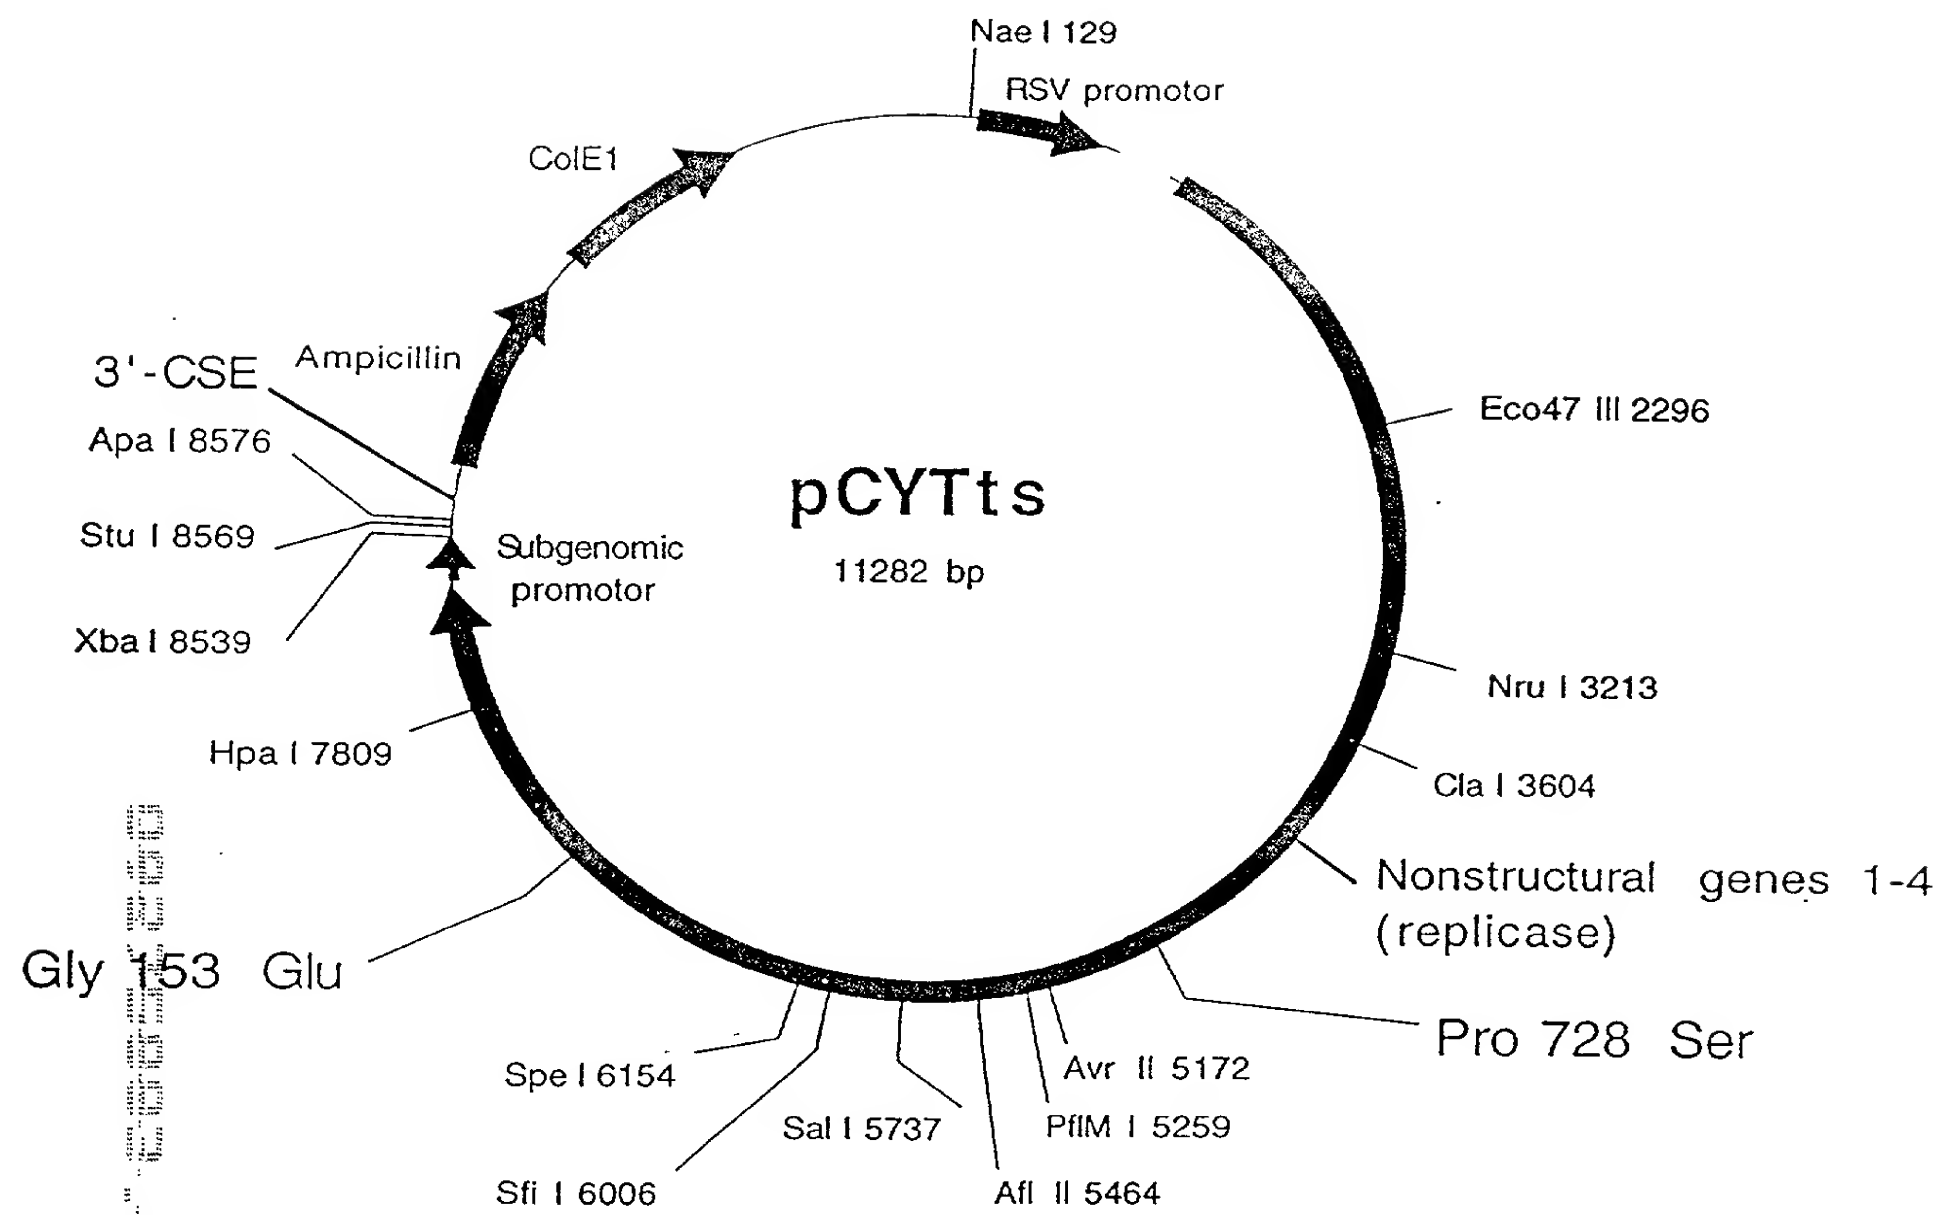 Nae I 129
RSV promotor
ColE1
3'-CSE
Ampicillin
Apa I 8576
Stu I 8569
Xba I 8539
Subgenomic
promotor
pCYTts
11282 bp
Eco47 III 2296
Nru I 3213
Cla I 3604
Hpa I 7809
Nonstructural genes 1-4
(replicase)
Gly 153 Glu
Pro 728 Ser
Spe I 6154
Avr II 5172
Sal I 5737
PflM I 5259
Sfi I 6006
Afl II 5464